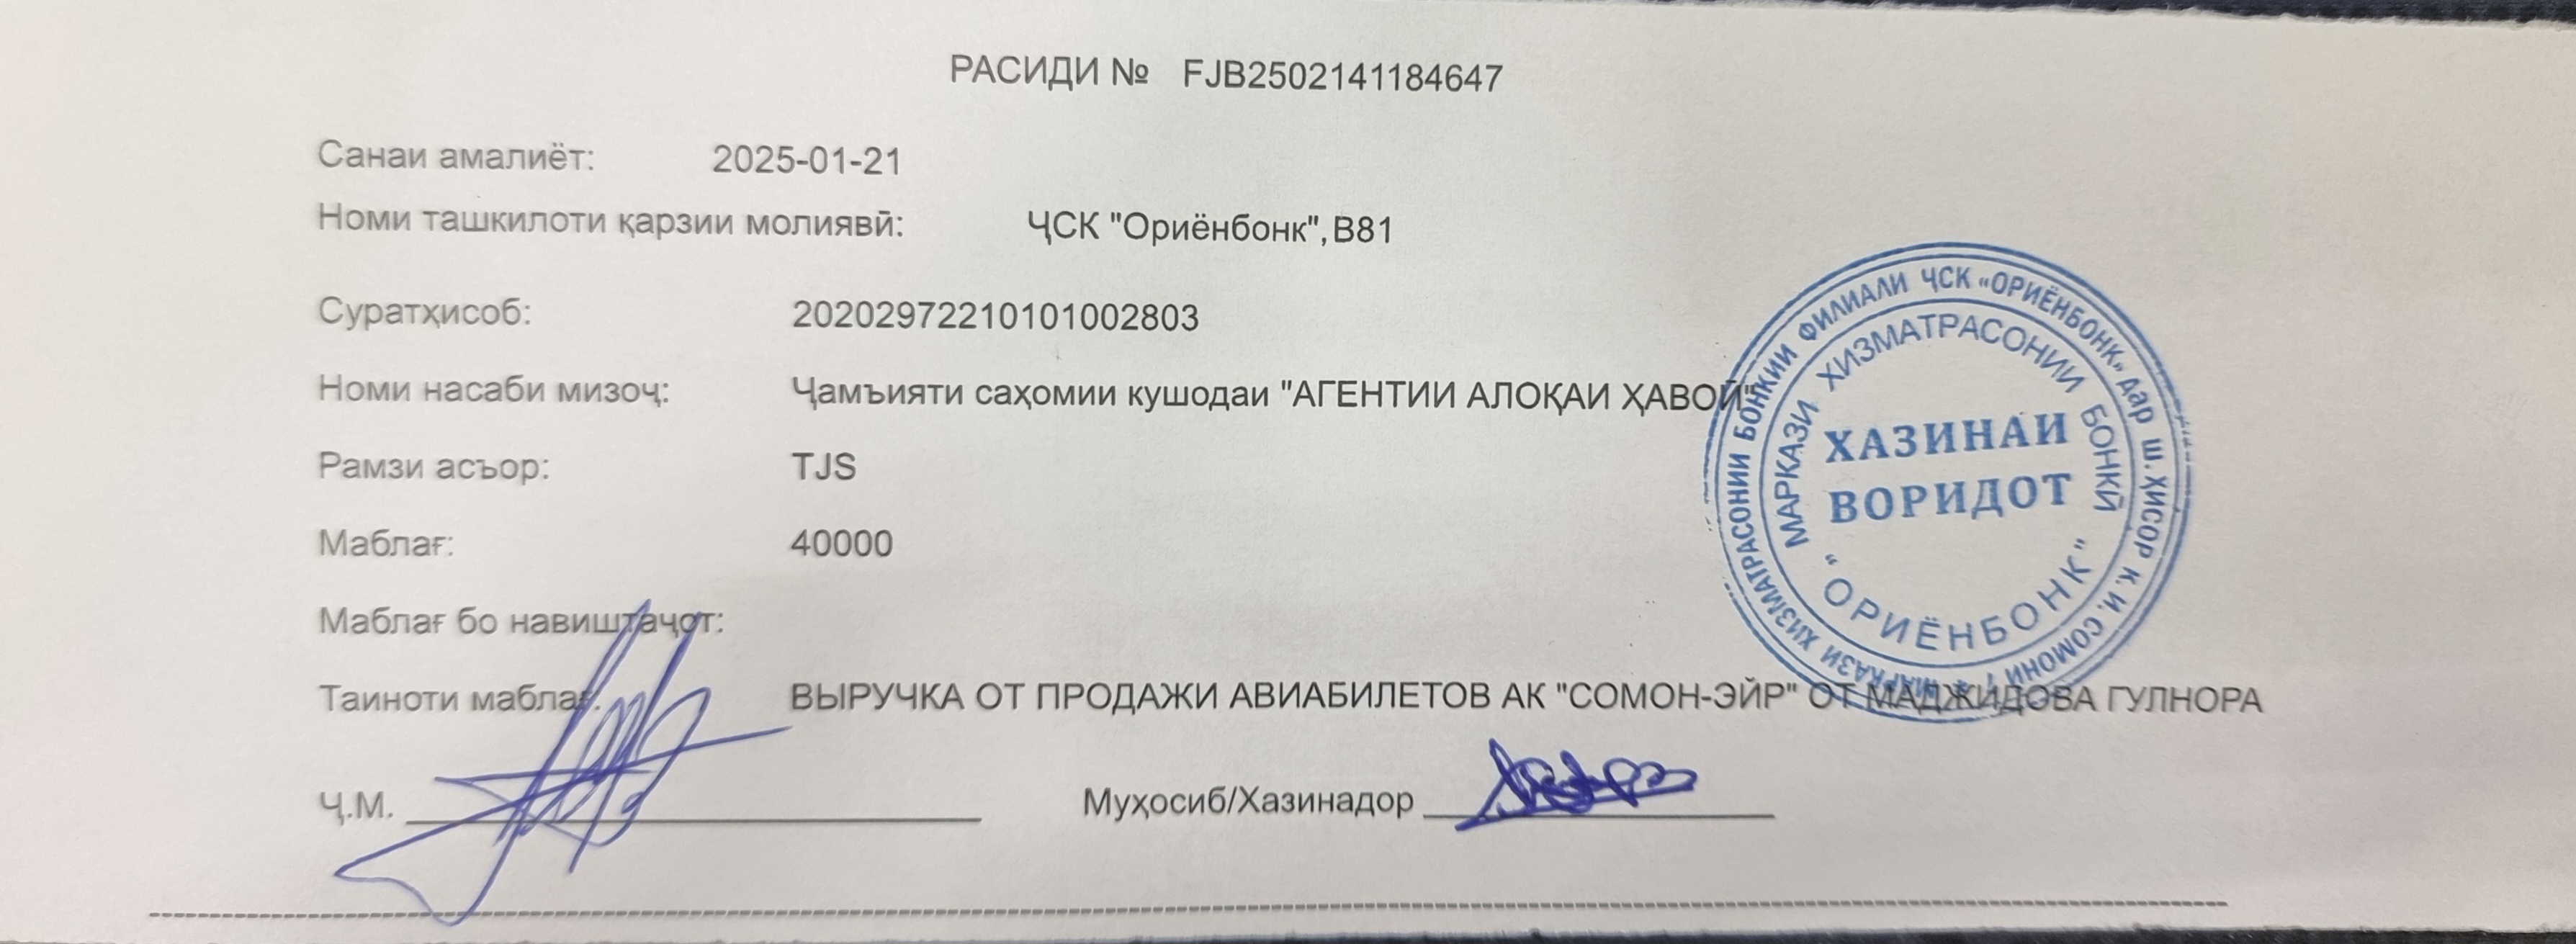 РАСИДИ № FJB2502141184647
Санаи амалиёт: 2025-01-21
Номи ташкилоти қарзии молиявӣ: ҶСК "Ориёнбонк",B81
Суратҳисоб: 20202972210101002803
Номи насаби мизоҷ: Ҷамъияти саҳомии кушодаи "АГЕНТИИ АЛОҚАИ ҲАВОӢ"
Рамзи асъор: TJS
Маблағ: 40000
Маблағ бо навиштаҷот:
Таиноти маблағ: ВЫРУЧКА ОТ ПРОДАЖИ АВИАБИЛЕТОВ АК "СОМОН-ЭЙР" ОТ МАДЖИДОВА ГУЛНОРА
Ҷ.М. Муҳосиб/Хазинадор
МАРКАЗИ ХИЗМАТРАСОНИИ БОНКИИ ФИЛИАЛИ ҶСК «ОРИЁНБОНК» дар Ш. ҲИСОР К. И. СОМОНИ 1
МАРКАЗИ ХИЗМАТРАСОНИИ БОНКӢ
"ОРИЁНБОНК"
ХАЗИНАИ
ВОРИДОТ